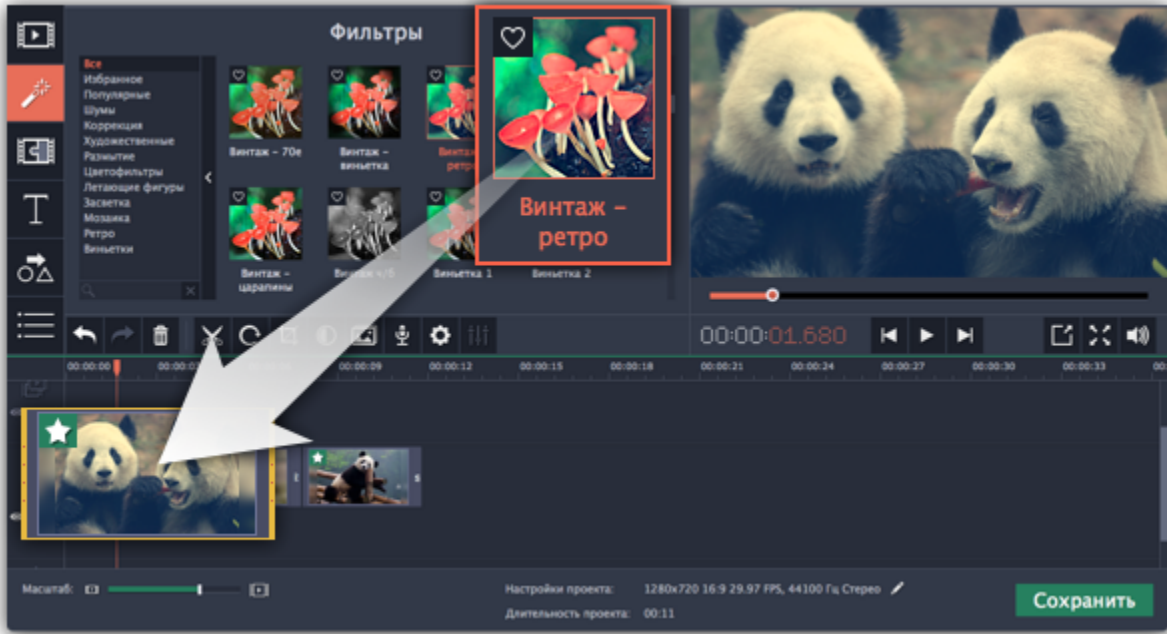 Фильтры
Все
Избранное
Популярные
Шумы
Коррекция
Художественные
Размытие
Цветофильтры
Летающие фигуры
Засветка
Мозаика
Ретро
Виньетки
Винтаж – 70е
Винтаж –
виньетка
Винтаж –
ретро
Винтаж –
царапины
Винтаж ч/б
Виньетка 1
Виньетка 2
00:00:01.680
00:00:00
00:00:09
00:00:12
00:00:15
00:00:18
00:00:21
00:00:24
00:00:27
00:00:30
00:00:33
Масштаб:
Настройки проекта: 1280x720 16:9 29.97 FPS, 44100 Гц Стерео
Длительность проекта: 00:11
Сохранить